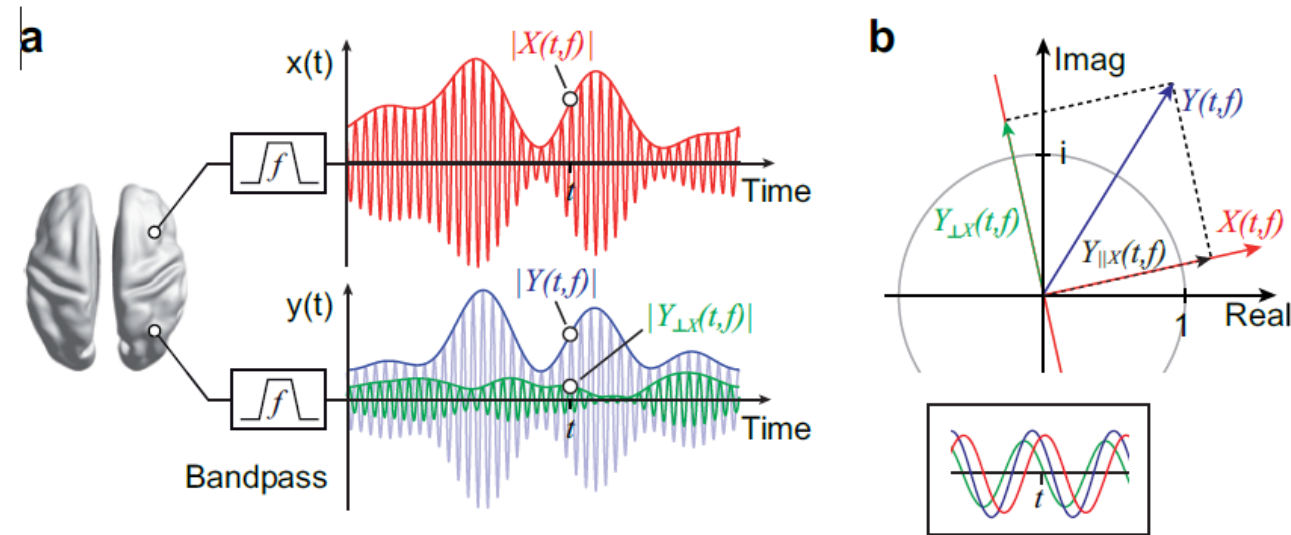 a
x(t)
|X(t,f)|
f
t
Time
y(t)
|Y(t,f)|
|Y⊥X(t,f)|
f
t
Time
Bandpass
b
Imag
Y(t,f)
i
Y⊥X(t,f)
X(t,f)
Y||X(t,f)
1
Real
t